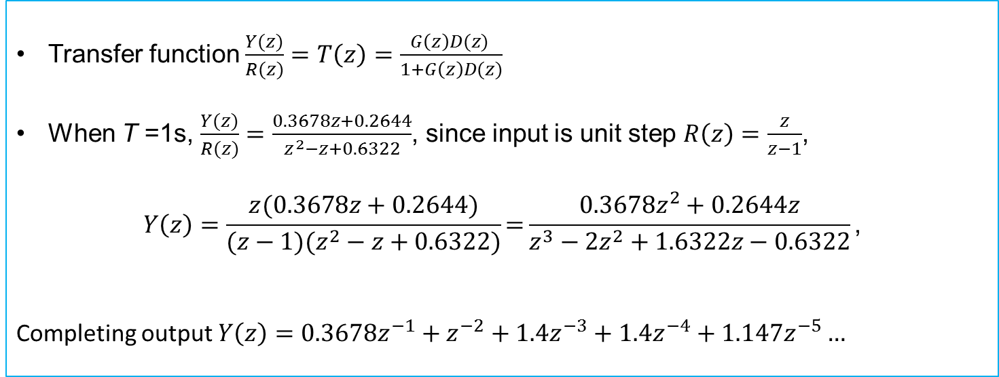 • Transfer function $\frac{Y(z)}{R(z)} = T(z) = \frac{G(z)D(z)}{1+G(z)D(z)}$
• When T =1s, $\frac{Y(z)}{R(z)} = \frac{0.3678z+0.2644}{z^2-z+0.6322}$, since input is unit step $R(z) = \frac{z}{z-1}$,
$Y(z) = \frac{z(0.3678z + 0.2644)}{(z - 1)(z^2 - z + 0.6322)} = \frac{0.3678z^2 + 0.2644z}{z^3 - 2z^2 + 1.6322z - 0.6322}$,
Completing output $Y(z) = 0.3678z^{-1} + z^{-2} + 1.4z^{-3} + 1.4z^{-4} + 1.147z^{-5}$ ...